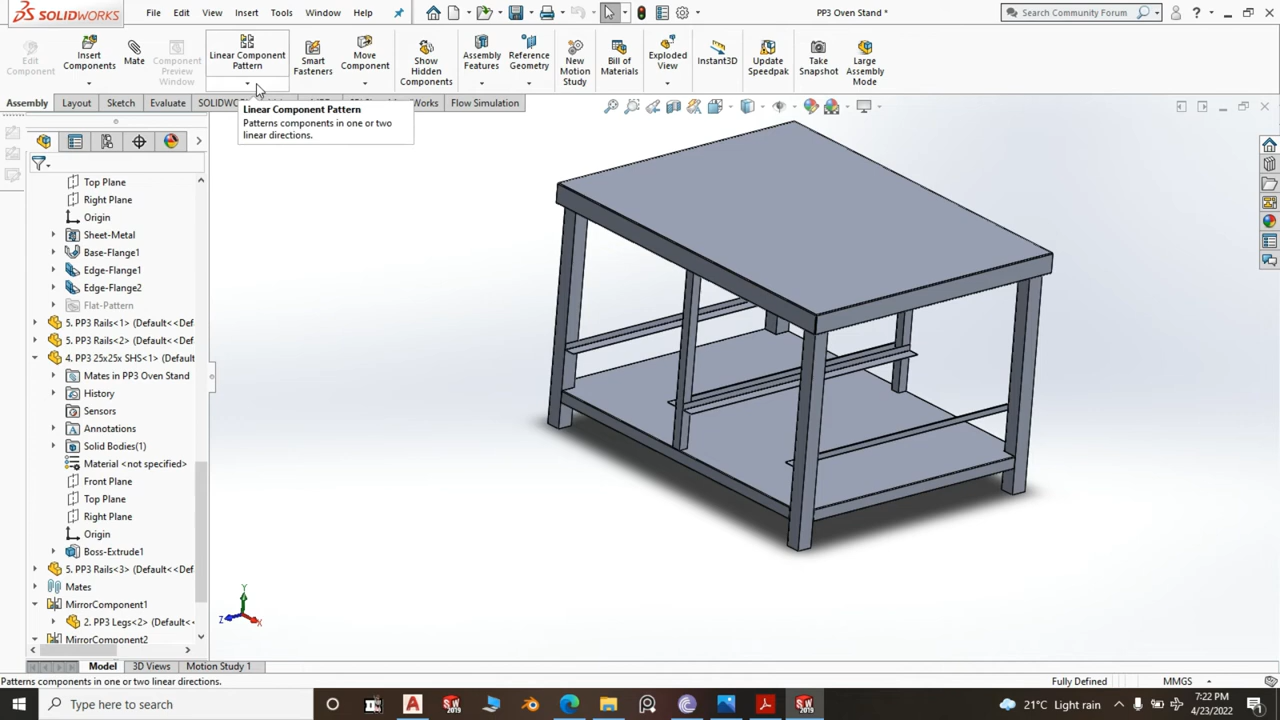 SOLIDWORKS File Edit View Insert Tools Window Help PP3 Oven Stand * Search Community Forum ?
Edit Component
Insert Components
Mate
Component Preview Window
Linear Component Pattern
Smart Fasteners
Move Component
Show Hidden Components
Assembly Features
Reference Geometry
New Motion Study
Bill of Materials
Exploded View
Instant3D
Update Speedpak
Take Snapshot
Large Assembly Mode
Assembly Layout Sketch Evaluate SOLIDWO Works Flow Simulation
Linear Component Pattern
Patterns components in one or two
linear directions.
Top Plane
Right Plane
Origin
Sheet-Metal
Base-Flange1
Edge-Flange1
Edge-Flange2
Flat-Pattern
5. PP3 Rails<1> (Default<<Def
5. PP3 Rails<2> (Default<<Def
4. PP3 25x25x SHS<1> (Default
Mates in PP3 Oven Stand
History
Sensors
Annotations
Solid Bodies(1)
Material <not specified>
Front Plane
Top Plane
Right Plane
Origin
Boss-Extrude1
5. PP3 Rails<3> (Default<<Def
Mates
MirrorComponent1
2. PP3 Legs<2> (Default<
MirrorComponent2
Y
Z X
Model 3D Views Motion Study 1
Patterns components in one or two linear directions. Fully Defined MMGS
Type here to search 21°C Light rain 7:22 PM
4/23/2022